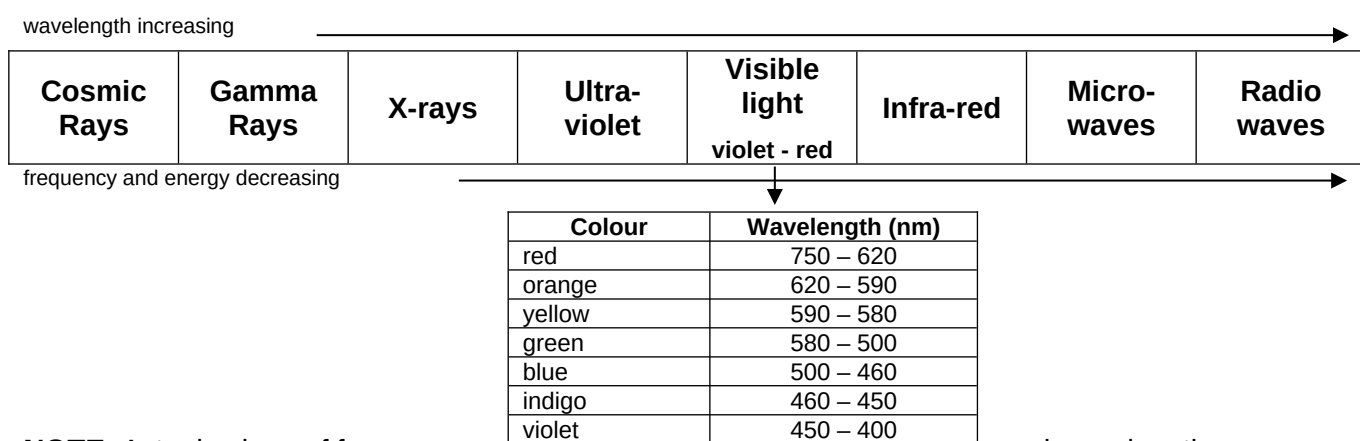 wavelength increasing
Cosmic Rays
Gamma Rays
X-rays
Ultra-violet
Visible light
violet - red
Infra-red
Micro-waves
Radio waves
frequency and energy decreasing
Colour Wavelength (nm)
red 750 – 620
orange 620 – 590
yellow 590 – 580
green 580 – 500
blue 500 – 460
indigo 460 – 450
violet 450 – 400